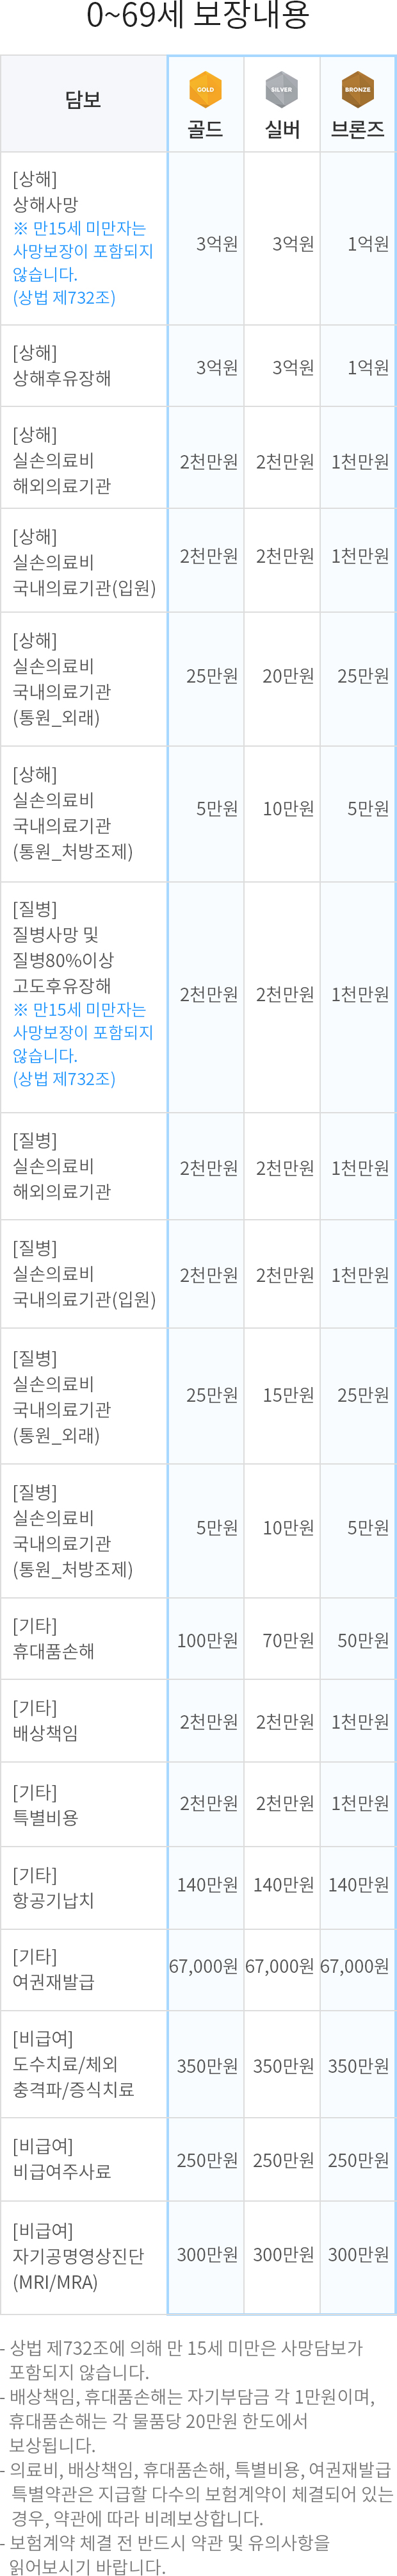 0~69세 보장내용
담보
GOLD
골드
SILVER
실버
BRONZE
브론즈
[상해]
상해사망
※ 만15세 미만자는
사망보장이 포함되지
않습니다.
(상법 제732조)
3억원
3억원
1억원
[상해]
상해후유장해
3억원
3억원
1억원
[상해]
실손의료비
해외의료기관
2천만원
2천만원
1천만원
[상해]
실손의료비
국내의료기관(입원)
2천만원
2천만원
1천만원
[상해]
실손의료비
국내의료기관
(통원_외래)
25만원
20만원
25만원
[상해]
실손의료비
국내의료기관
(통원_처방조제)
5만원
10만원
5만원
[질병]
질병사망 및
질병80%이상
고도후유장해
※ 만15세 미만자는
사망보장이 포함되지
않습니다.
(상법 제732조)
2천만원
2천만원
1천만원
[질병]
실손의료비
해외의료기관
2천만원
2천만원
1천만원
[질병]
실손의료비
국내의료기관(입원)
2천만원
2천만원
1천만원
[질병]
실손의료비
국내의료기관
(통원_외래)
25만원
15만원
25만원
[질병]
실손의료비
국내의료기관
(통원_처방조제)
5만원
10만원
5만원
[기타]
휴대품손해
100만원
70만원
50만원
[기타]
배상책임
2천만원
2천만원
1천만원
[기타]
특별비용
2천만원
2천만원
1천만원
[기타]
항공기납치
140만원
140만원
140만원
[기타]
여권재발급
67,000원
67,000원
67,000원
[비급여]
도수치료/체외
충격파/증식치료
350만원
350만원
350만원
[비급여]
비급여주사료
250만원
250만원
250만원
[비급여]
자기공명영상진단
(MRI/MRA)
300만원
300만원
300만원
- 상법 제732조에 의해 만 15세 미만은 사망담보가
포함되지 않습니다.
- 배상책임, 휴대품손해는 자기부담금 각 1만원이며,
휴대품손해는 각 물품당 20만원 한도에서
보상됩니다.
- 의료비, 배상책임, 휴대품손해, 특별비용, 여권재발급
특별약관은 지급할 다수의 보험계약이 체결되어 있는
경우, 약관에 따라 비례보상합니다.
- 보험계약 체결 전 반드시 약관 및 유의사항을
읽어보시기 바랍니다.